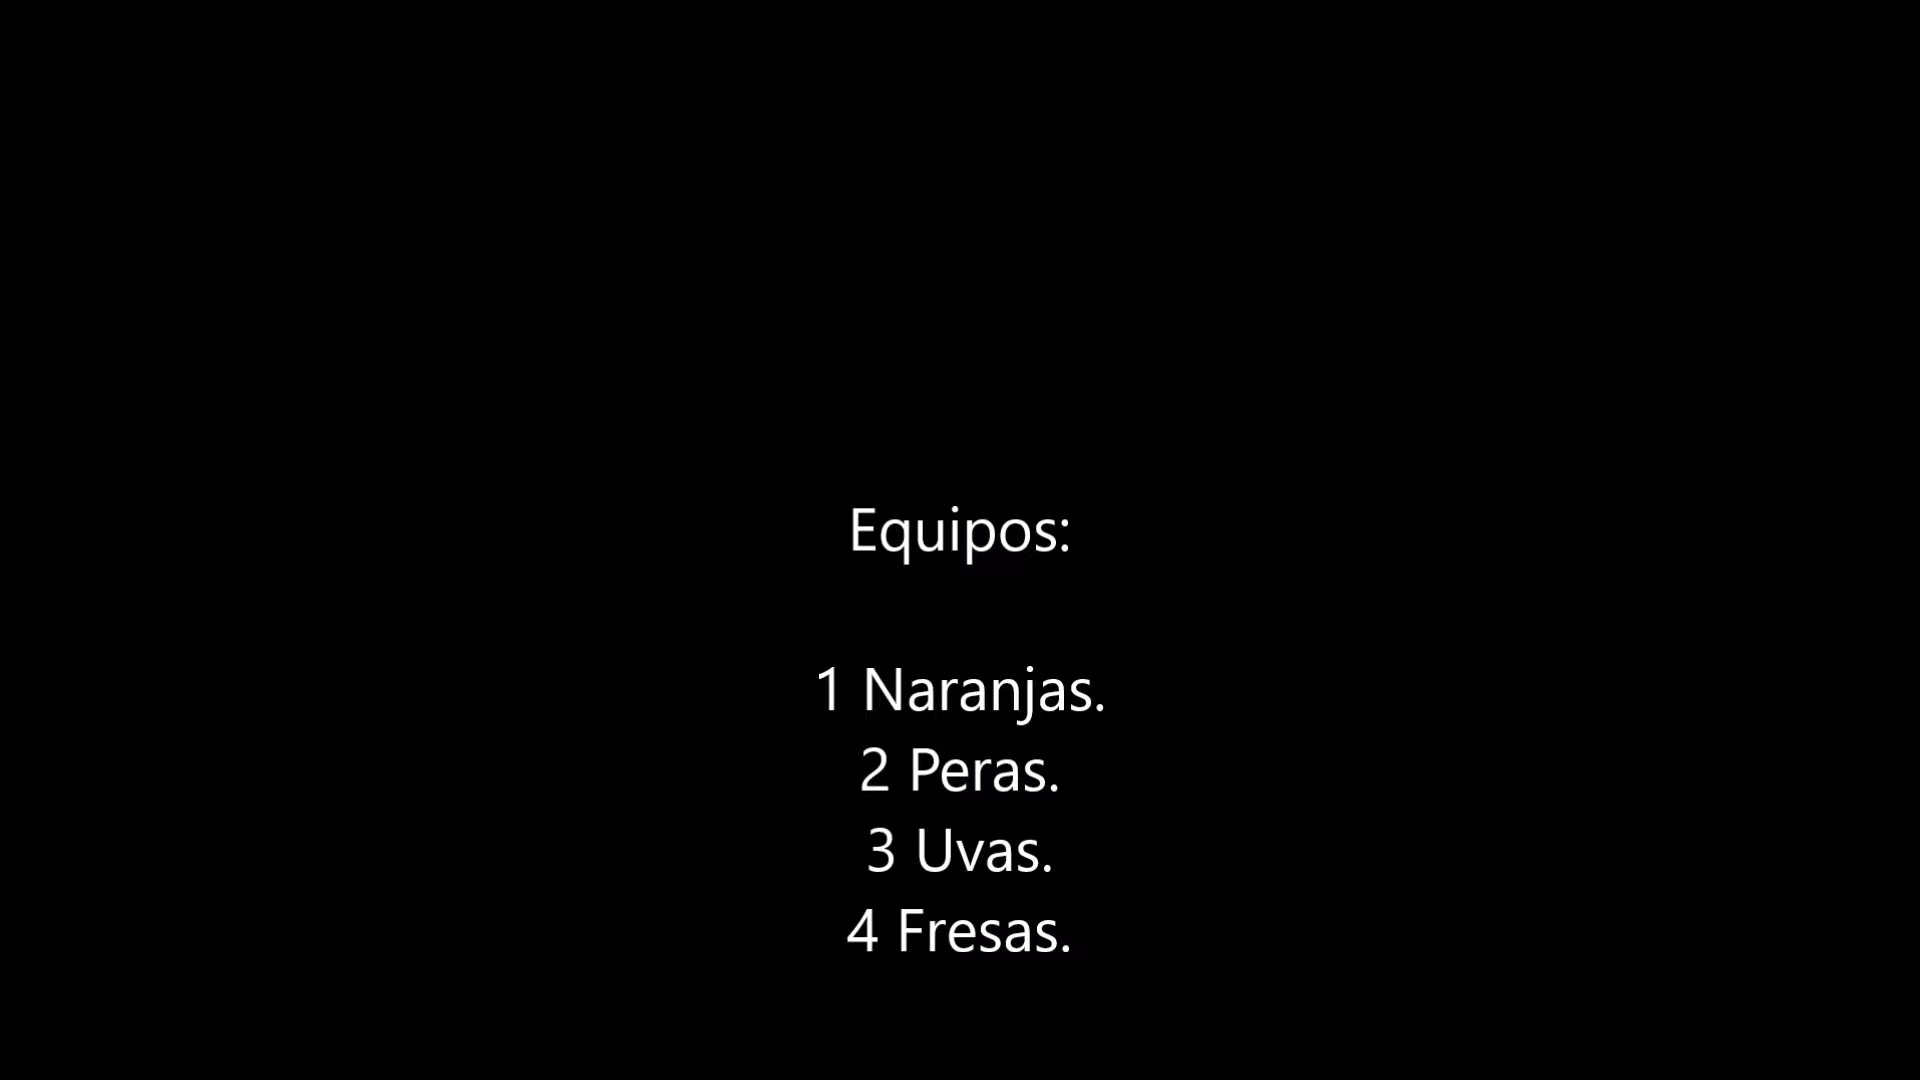 Equipos:
1 Naranjas.
2 Peras.
3 Uvas.
4 Fresas.